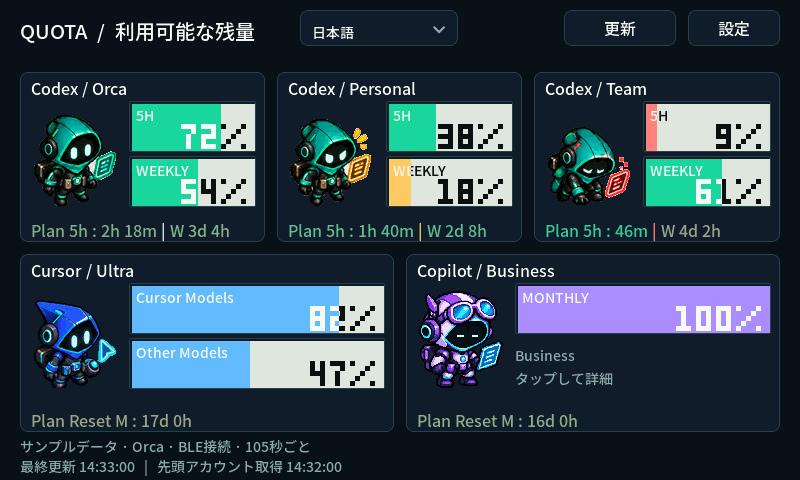 QUOTA / 利用可能な残量
日本語
更新
設定
Codex / Orca
5H
72%
WEEKLY
54%
Plan 5h : 2h 18m | W 3d 4h
Codex / Personal
5H
38%
WEEKLY
18%
Plan 5h : 1h 40m | W 2d 8h
Codex / Team
5H
9%
WEEKLY
61%
Plan 5h : 46m | W 4d 2h
Cursor / Ultra
Cursor Models
82%
Other Models
47%
Plan Reset M : 17d 0h
Copilot / Business
MONTHLY
100%
Business
タップして詳細
Plan Reset M : 16d 0h
サンプルデータ · Orca · BLE接続 · 105秒ごと
最終更新 14:33:00 | 先頭アカウント取得 14:32:00